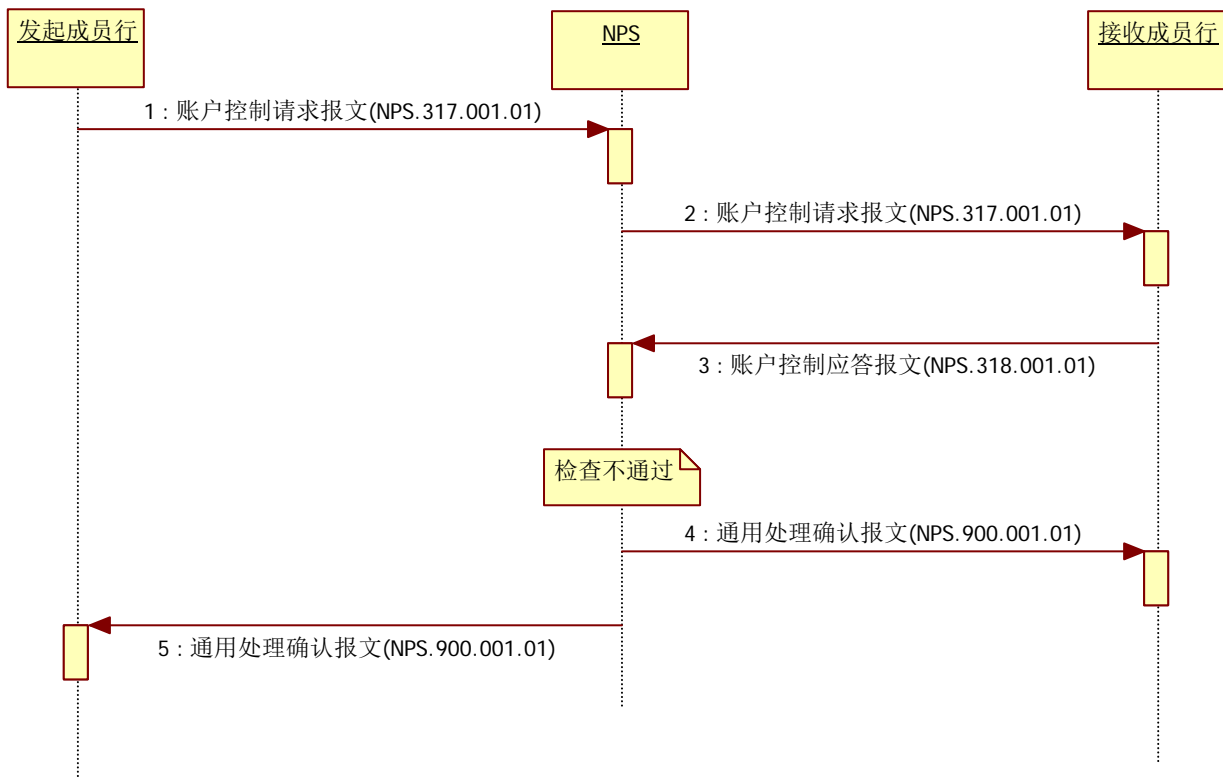 发起成员行
NPS
接收成员行
1 : 账户控制请求报文(NPS.317.001.01)
2 : 账户控制请求报文(NPS.317.001.01)
3 : 账户控制应答报文(NPS.318.001.01)
检查不通过
4 : 通用处理确认报文(NPS.900.001.01)
5 : 通用处理确认报文(NPS.900.001.01)